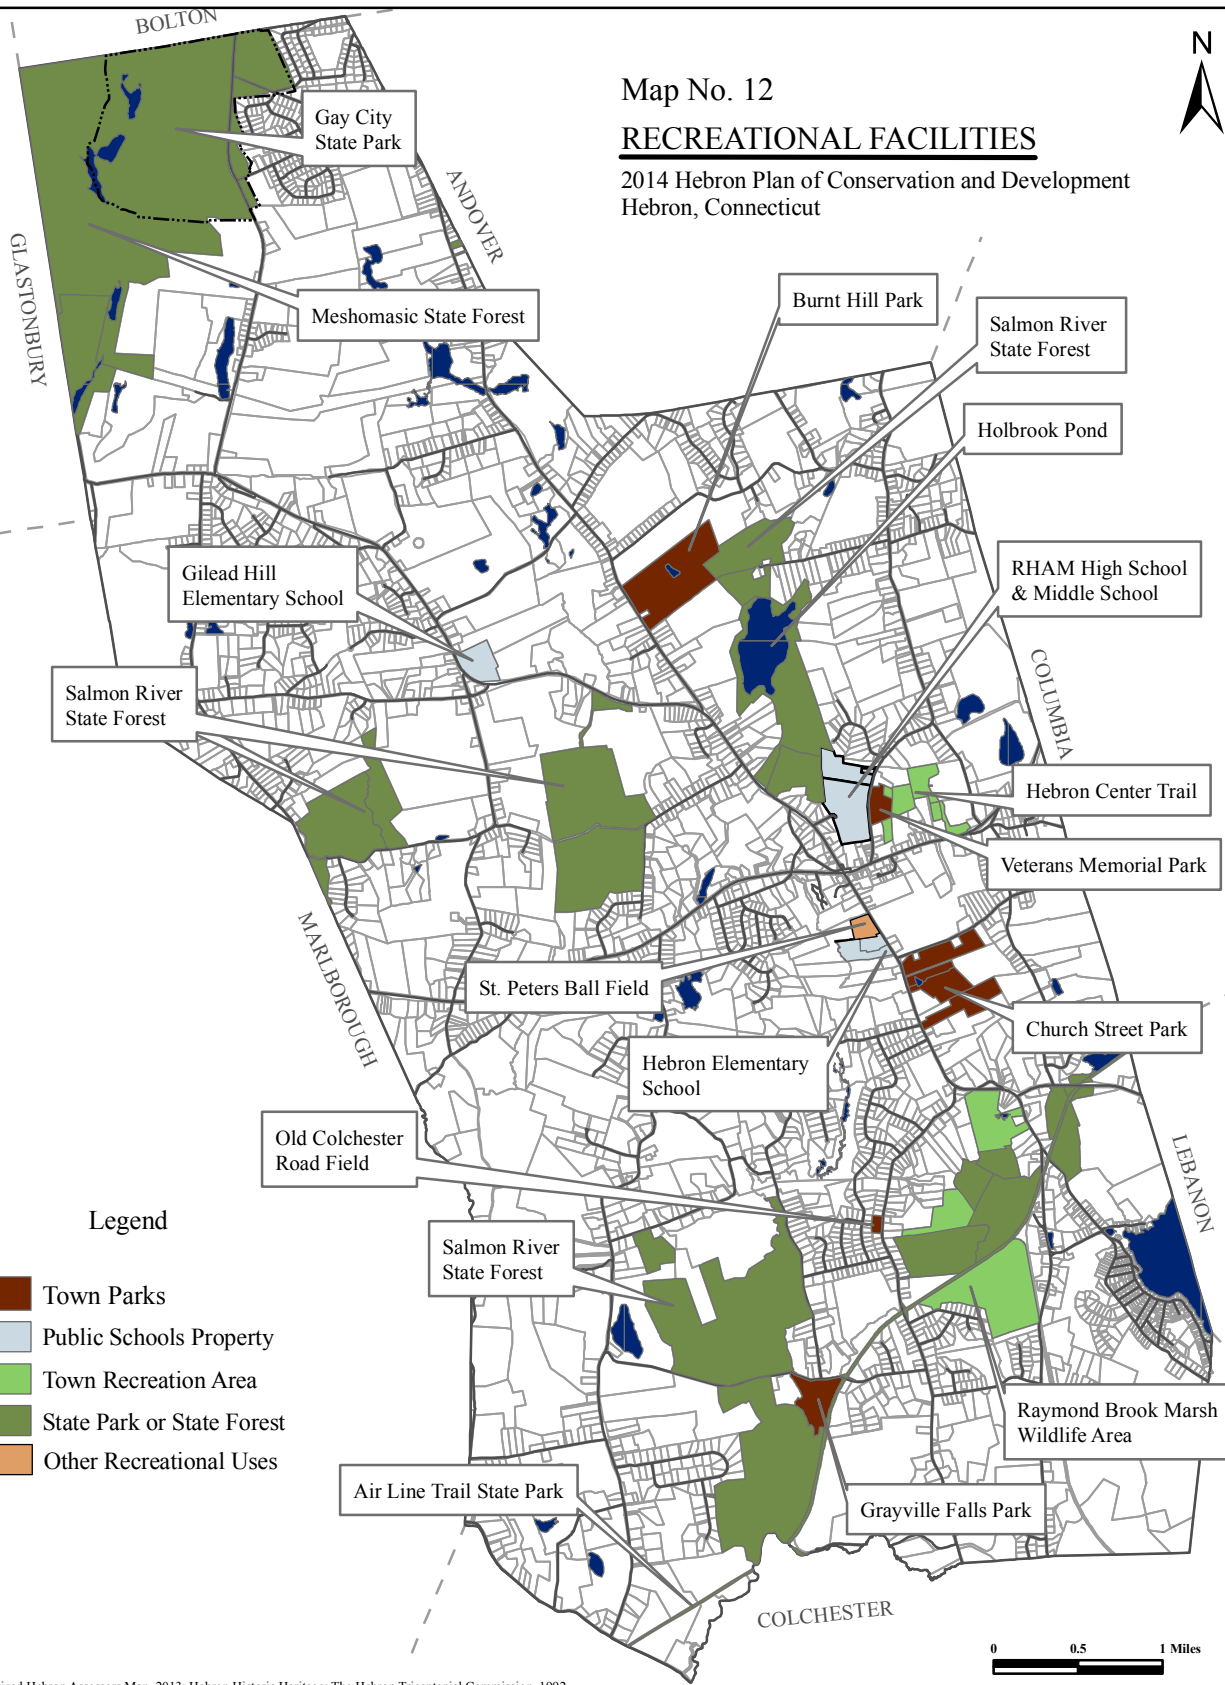 BOLTON
N
Map No. 12
RECREATIONAL FACILITIES
2014 Hebron Plan of Conservation and Development
Hebron, Connecticut
Gay City
State Park
ANDOVER
GLASTONBURY
Meshomasic State Forest
Burnt Hill Park
Salmon River
State Forest
Holbrook Pond
Gilead Hill
Elementary School
RHAM High School
& Middle School
Salmon River
State Forest
COLUMBIA
Hebron Center Trail
Veterans Memorial Park
MARLBOROUGH
St. Peters Ball Field
Church Street Park
Hebron Elementary
School
Old Colchester
Road Field
LEBANON
Legend
Town Parks
Public Schools Property
Town Recreation Area
State Park or State Forest
Other Recreational Uses
Salmon River
State Forest
Raymond Brook Marsh
Wildlife Area
Air Line Trail State Park
Grayville Falls Park
COLCHESTER
0 0.5 1 Miles